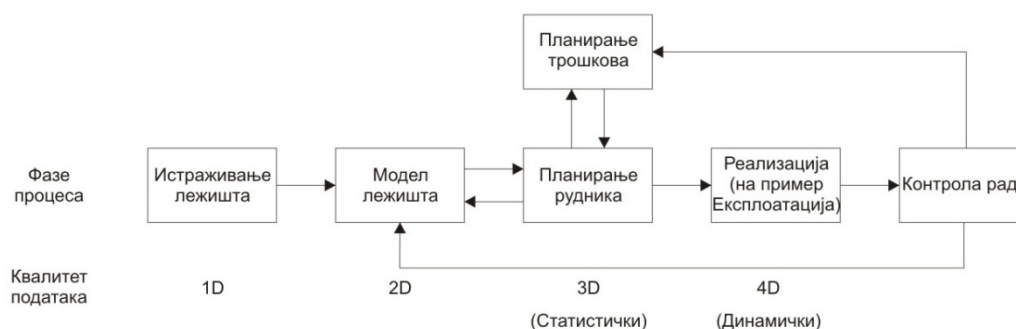 Планирање
трошкова
Фазе
процеса
Истраживање
лежишта
Модел
лежишта
Планирање
рудника
Реализација
(на пример
Експлоатација)
Контрола рад
Квалитет
података
1D
2D
3D
4D
(Статистички)
(Динамички)